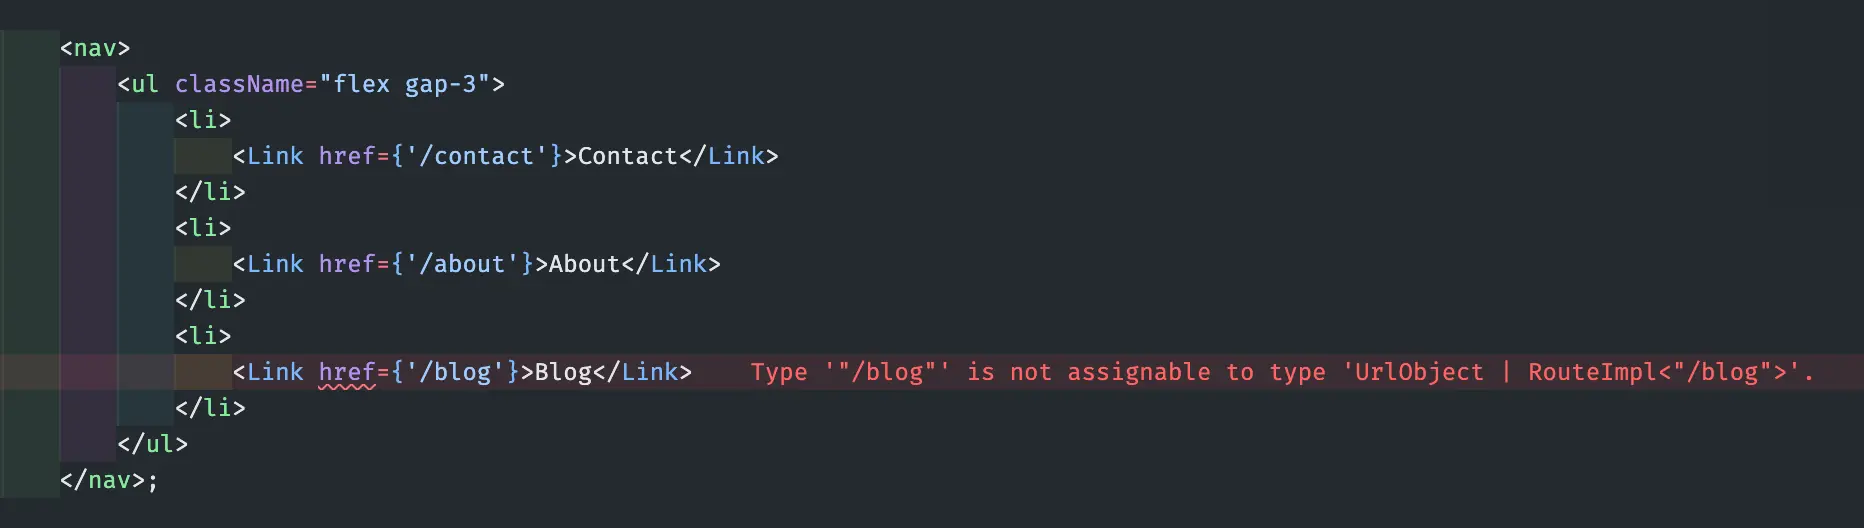 <nav>
<ul className="flex gap-3">
<li>
<Link href={'/contact'}>Contact</Link>
</li>
<li>
<Link href={'/about'}>About</Link>
</li>
<li>
<Link href={'/blog'}>Blog</Link> Type '"/blog"' is not assignable to type 'UrlObject | RouteImpl<"/blog">'.
</li>
</ul>
</nav>;